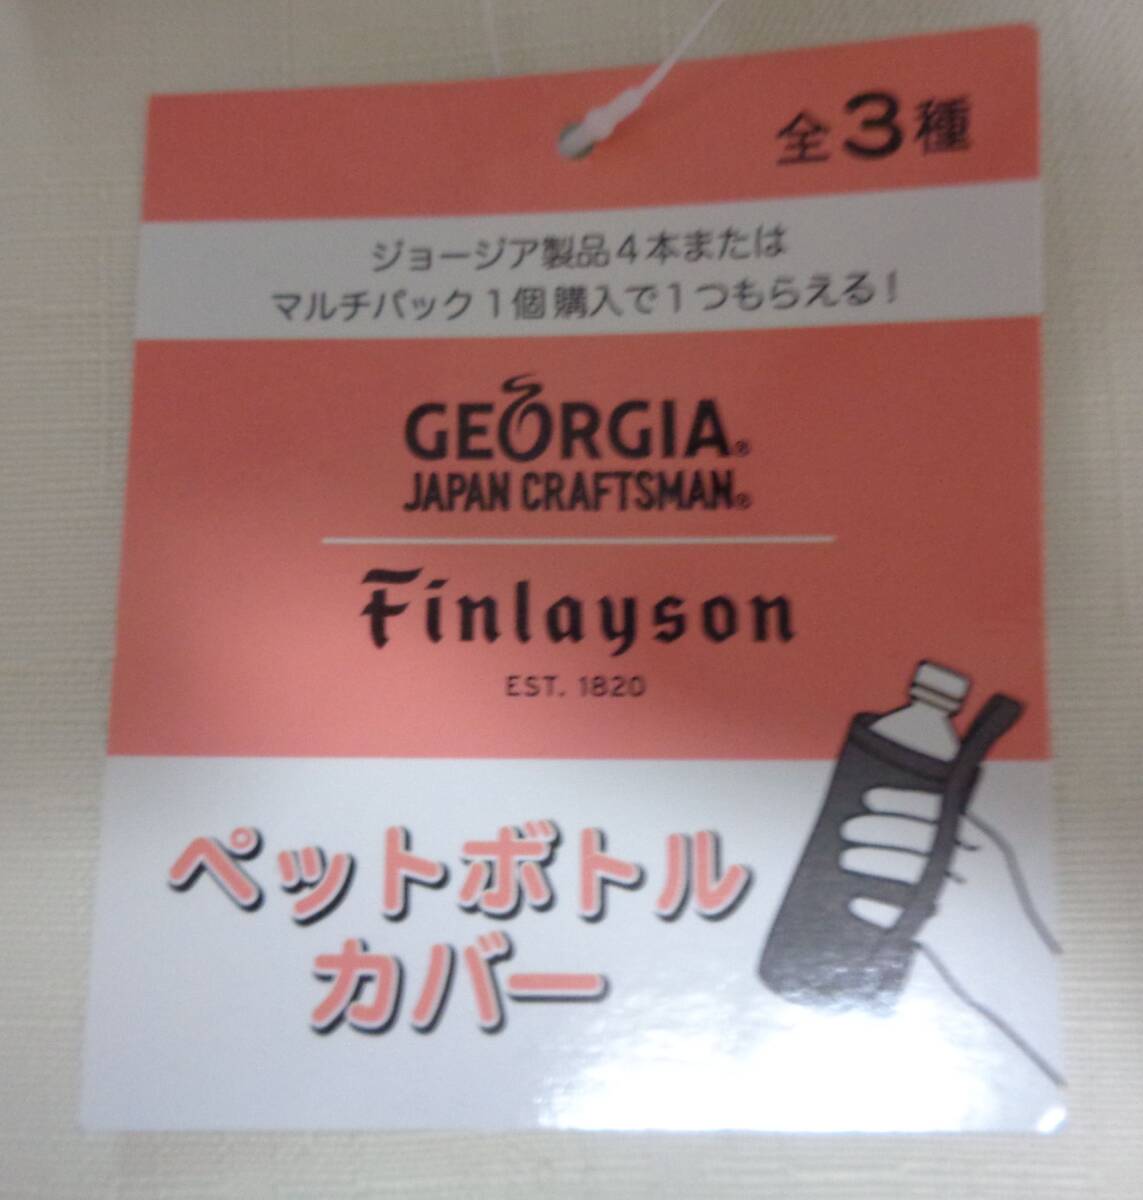 全3種
ジョージア製品4本または
マルチパック1個購入で1つもらえる!
GEORGIA®
JAPAN CRAFTSMAN®
Finlayson
EST. 1820
ペットボトル
カバー